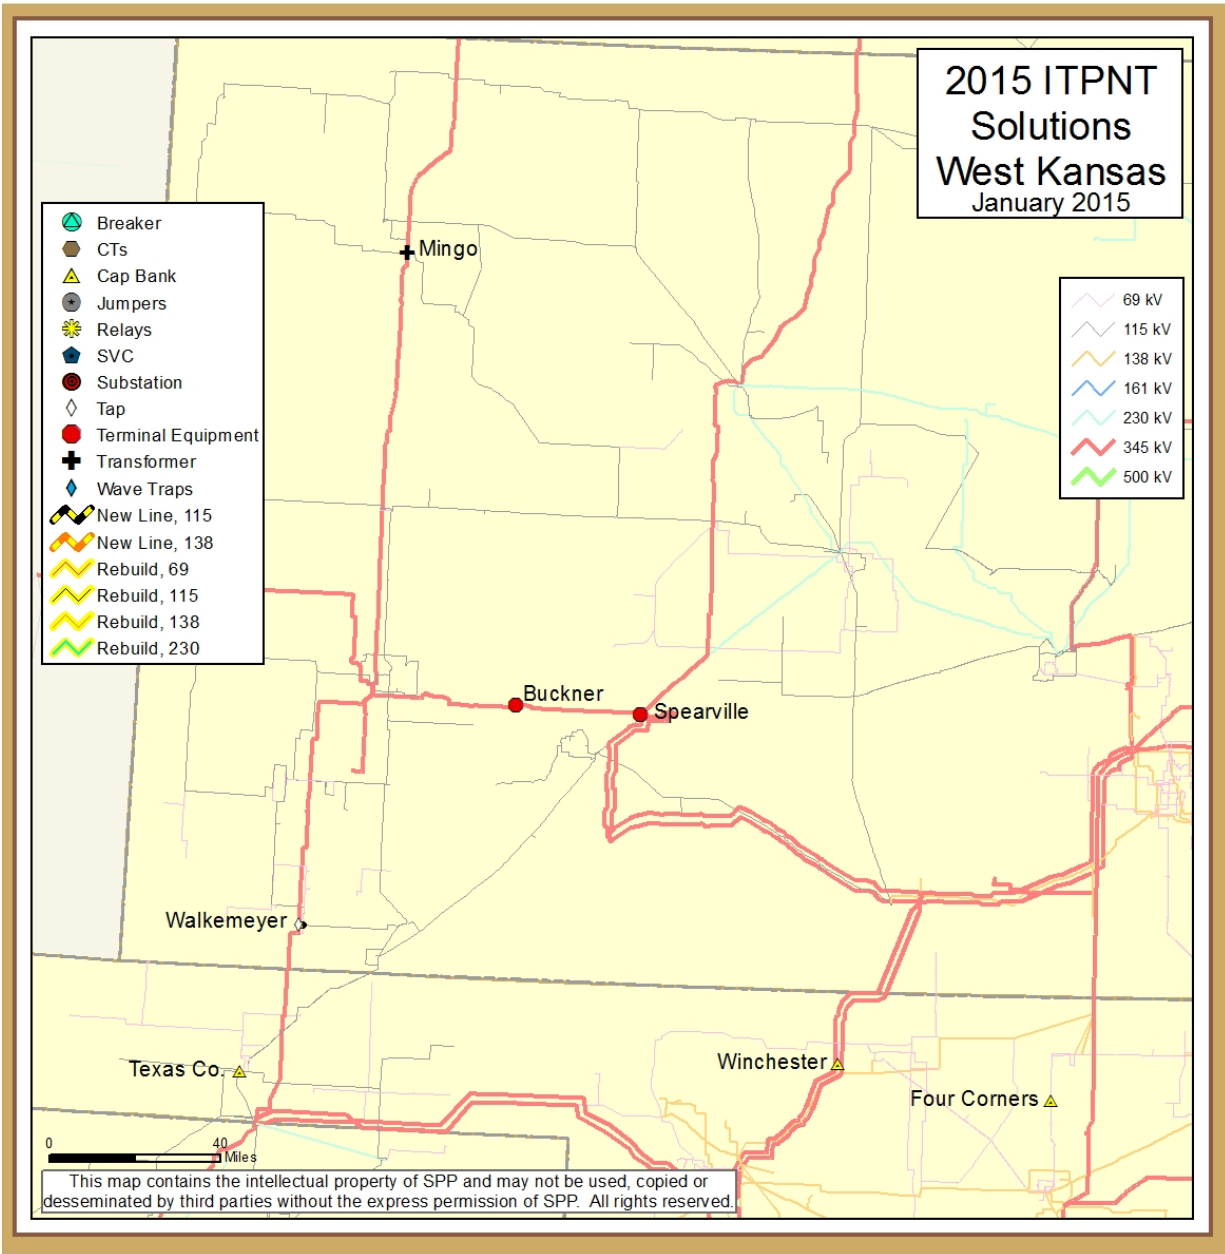 2015 ITPNT
Solutions
West Kansas
January 2015
Breaker
CTs
Cap Bank
Jumpers
Relays
SVC
Substation
Tap
Terminal Equipment
Transformer
Wave Traps
New Line, 115
New Line, 138
Rebuild, 69
Rebuild, 115
Rebuild, 138
Rebuild, 230
69 kV
115 kV
138 kV
161 kV
230 kV
345 kV
500 kV
Mingo
Buckner
Spearville
Walkemeyer
Texas Co.
Winchester
Four Corners
0 40
Miles
This map contains the intellectual property of SPP and may not be used, copied or
desseminated by third parties without the express permission of SPP. All rights reserved.